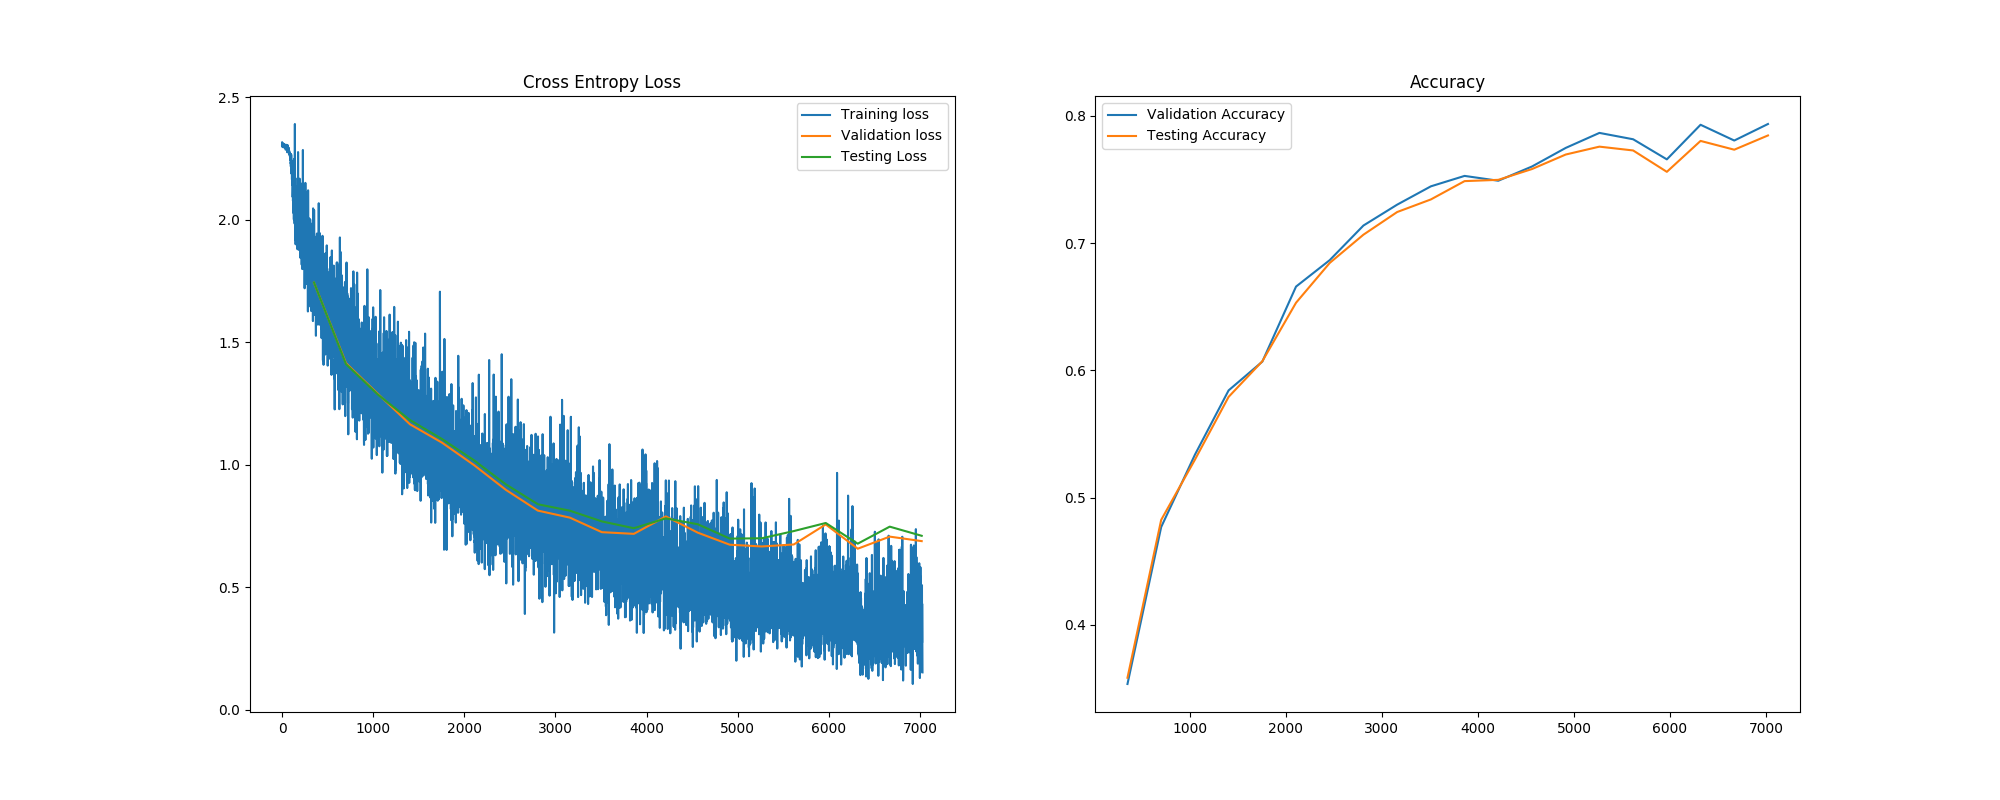 Cross Entropy Loss
2.5
2.0
1.5
1.0
0.5
0.0
0 1000 2000 3000 4000 5000 6000 7000
Training loss
Validation loss
Testing Loss
Accuracy
0.8
0.7
0.6
0.5
0.4
1000 2000 3000 4000 5000 6000 7000
Validation Accuracy
Testing Accuracy